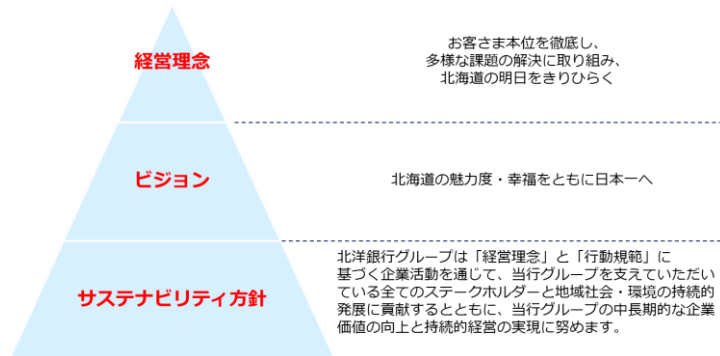 経営理念
お客さま本位を徹底し、
多様な課題の解決に取り組み、
北海道の明日をきりひらく
ビジョン
北海道の魅力度・幸福をともに日本一へ
サステナビリティ方針
北洋銀行グループは「経営理念」と「行動規範」に
基づく企業活動を通じて、当行グループを支えていただい
ている全てのステークホルダーと地域社会・環境の持続的
発展に貢献するとともに、当行グループの中長期的な企業
価値の向上と持続的経営の実現に努めます。